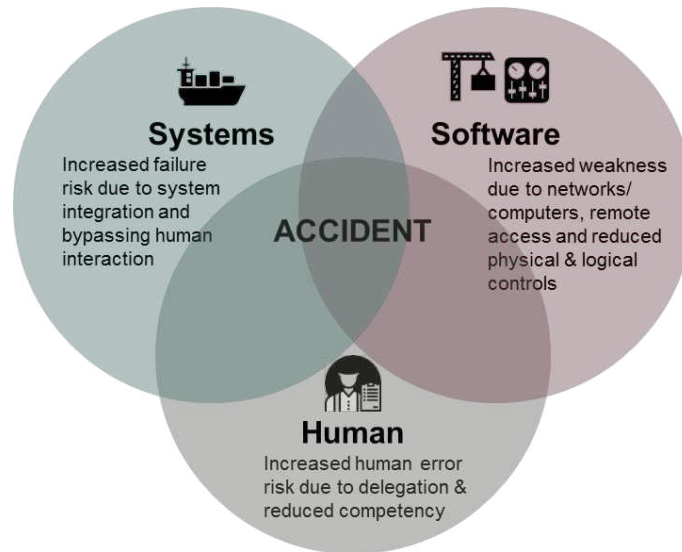 Systems
Increased failure
risk due to system
integration and
bypassing human
interaction
Software
Increased weakness
due to networks/
computers, remote
access and reduced
physical & logical
controls
ACCIDENT
Human
Increased human error
risk due to delegation &
reduced competency